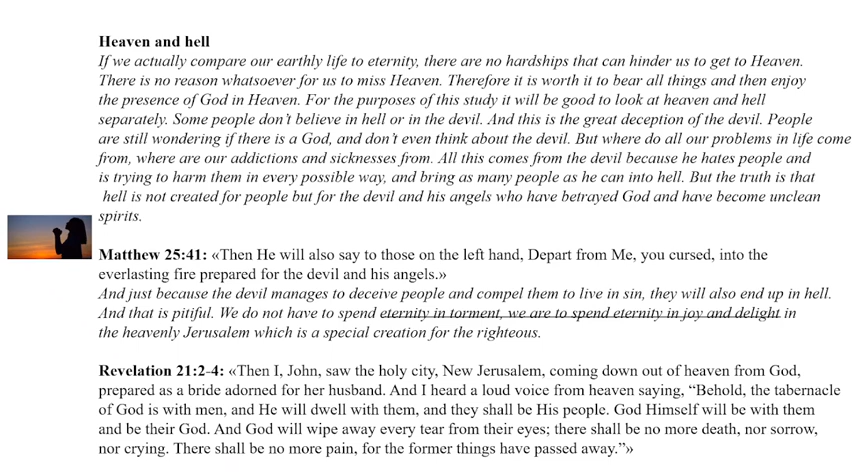 Heaven and hell
If we actually compare our earthly life to eternity, there are no hardships that can hinder us to get to Heaven.
There is no reason whatsoever for us to miss Heaven. Therefore it is worth it to bear all things and then enjoy
the presence of God in Heaven. For the purposes of this study it will be good to look at heaven and hell
separately. Some people don't believe in hell or in the devil. And this is the great deception of the devil. People
are still wondering if there is a God, and don't even think about the devil. But where do all our problems in life come
from, where are our addictions and sicknesses from. All this comes from the devil because he hates people and
is trying to harm them in every possible way, and bring as many people as he can into hell. But the truth is that
hell is not created for people but for the devil and his angels who have betrayed God and have become unclean
spirits.
Matthew 25:41: «Then He will also say to those on the left hand, Depart from Me, you cursed, into the
everlasting fire prepared for the devil and his angels.»
And just because the devil manages to deceive people and compel them to live in sin, they will also end up in hell.
And that is pitiful. We do not have to spend eternity in torment, we are to spend eternity in joy and delight in
the heavenly Jerusalem which is a special creation for the righteous.
Revelation 21:2-4: «Then I, John, saw the holy city, New Jerusalem, coming down out of heaven from God,
prepared as a bride adorned for her husband. And I heard a loud voice from heaven saying, “Behold, the tabernacle
of God is with men, and He will dwell with them, and they shall be His people. God Himself will be with them
and be their God. And God will wipe away every tear from their eyes; there shall be no more death, nor sorrow,
nor crying. There shall be no more pain, for the former things have passed away.”»